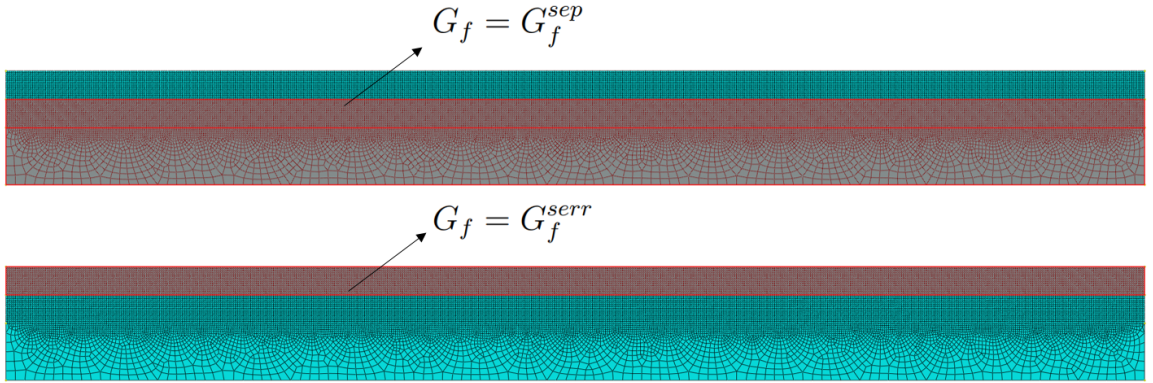 $G_f = G_f^{sep}$
$G_f = G_f^{serr}$